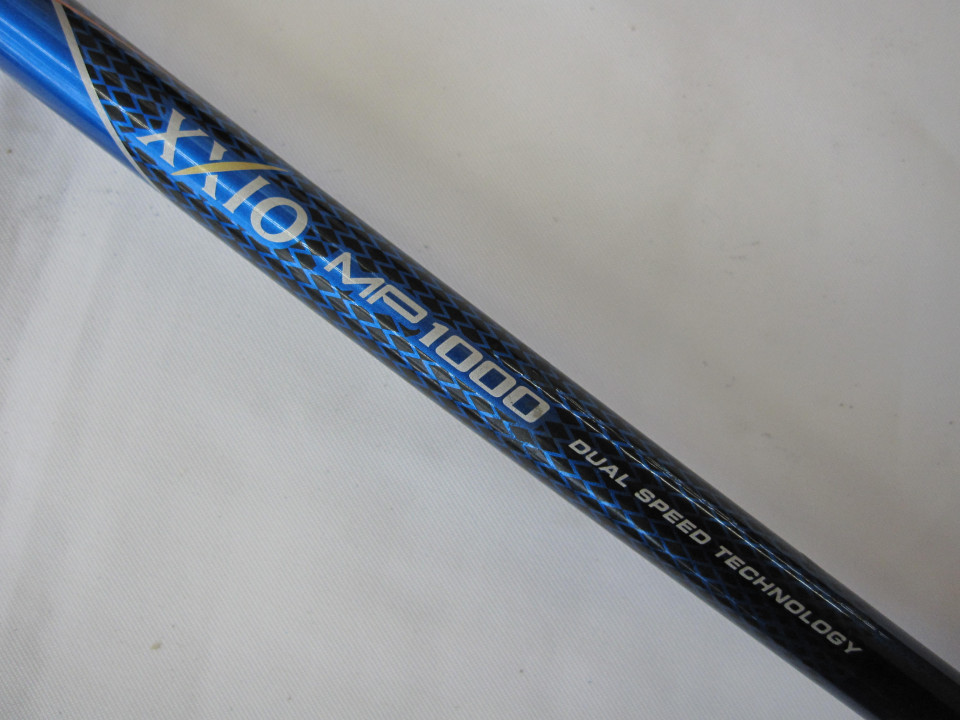 XXIO
MP1000
DUAL SPEED TECHNOLOGY